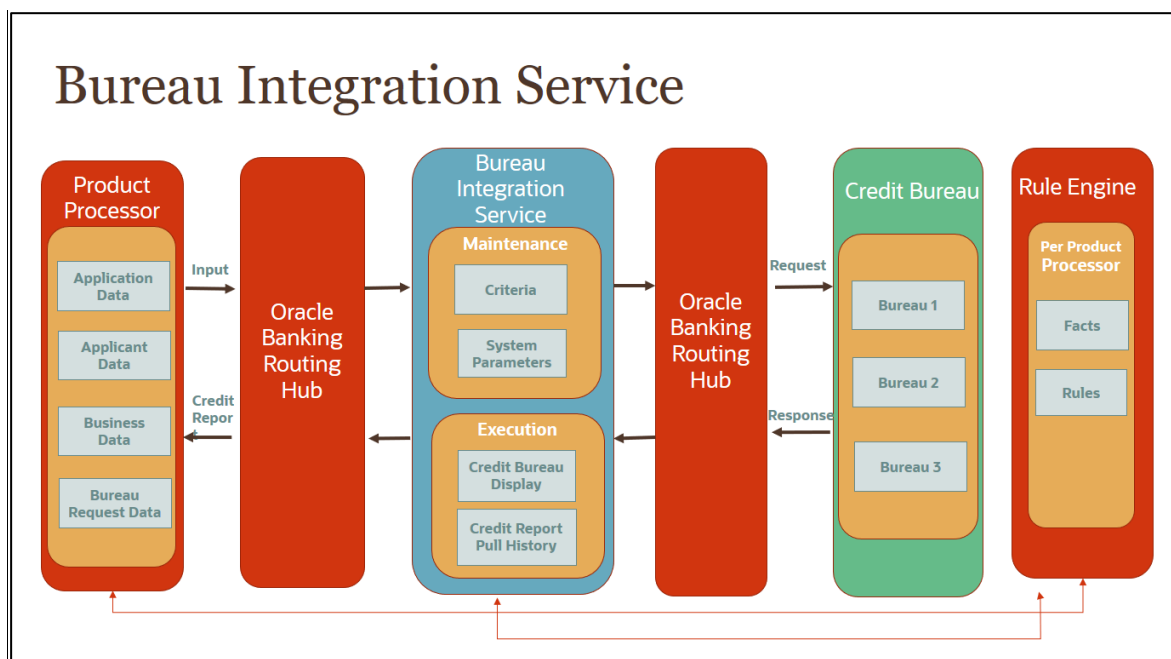 Bureau Integration Service
Product
Processor
Application
Data
Applicant
Data
Business
Data
Bureau
Request Data
Input
Credit
Repor
t
Oracle
Banking
Routing
Hub
Bureau
Integration
Service
Maintenance
Criteria
System
Parameters
Execution
Credit Bureau
Display
Credit Report
Pull History
Oracle
Banking
Routing
Hub
Request
Response
Credit Bureau
Bureau 1
Bureau 2
Bureau 3
Rule Engine
Per Product
Processor
Facts
Rules